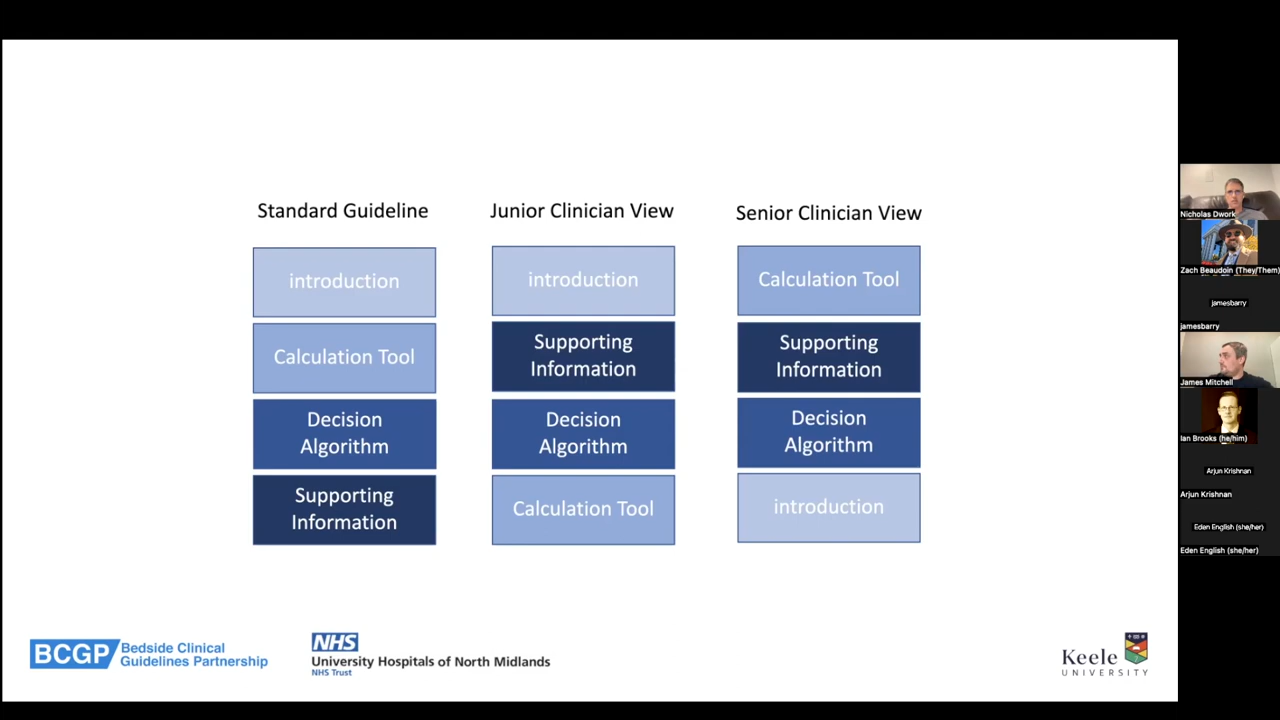 Standard Guideline
introduction
Calculation Tool
Decision
Algorithm
Supporting
Information
Junior Clinician View
introduction
Supporting
Information
Decision
Algorithm
Calculation Tool
Senior Clinician View
Calculation Tool
Supporting
Information
Decision
Algorithm
introduction
BCGP
Bedside Clinical
Guidelines Partnership
NHS
University Hospitals of North Midlands
NHS Trust
Keele
UNIVERSITY
Nicholas Dwork
Zach Beaudoin (They/Them)
jamesbarry
jamesbarry
James Mitchell
Ian Brooks (he/him)
Arjun Krishnan
Arjun Krishnan
Eden English (she/her)
Eden English (she/her)